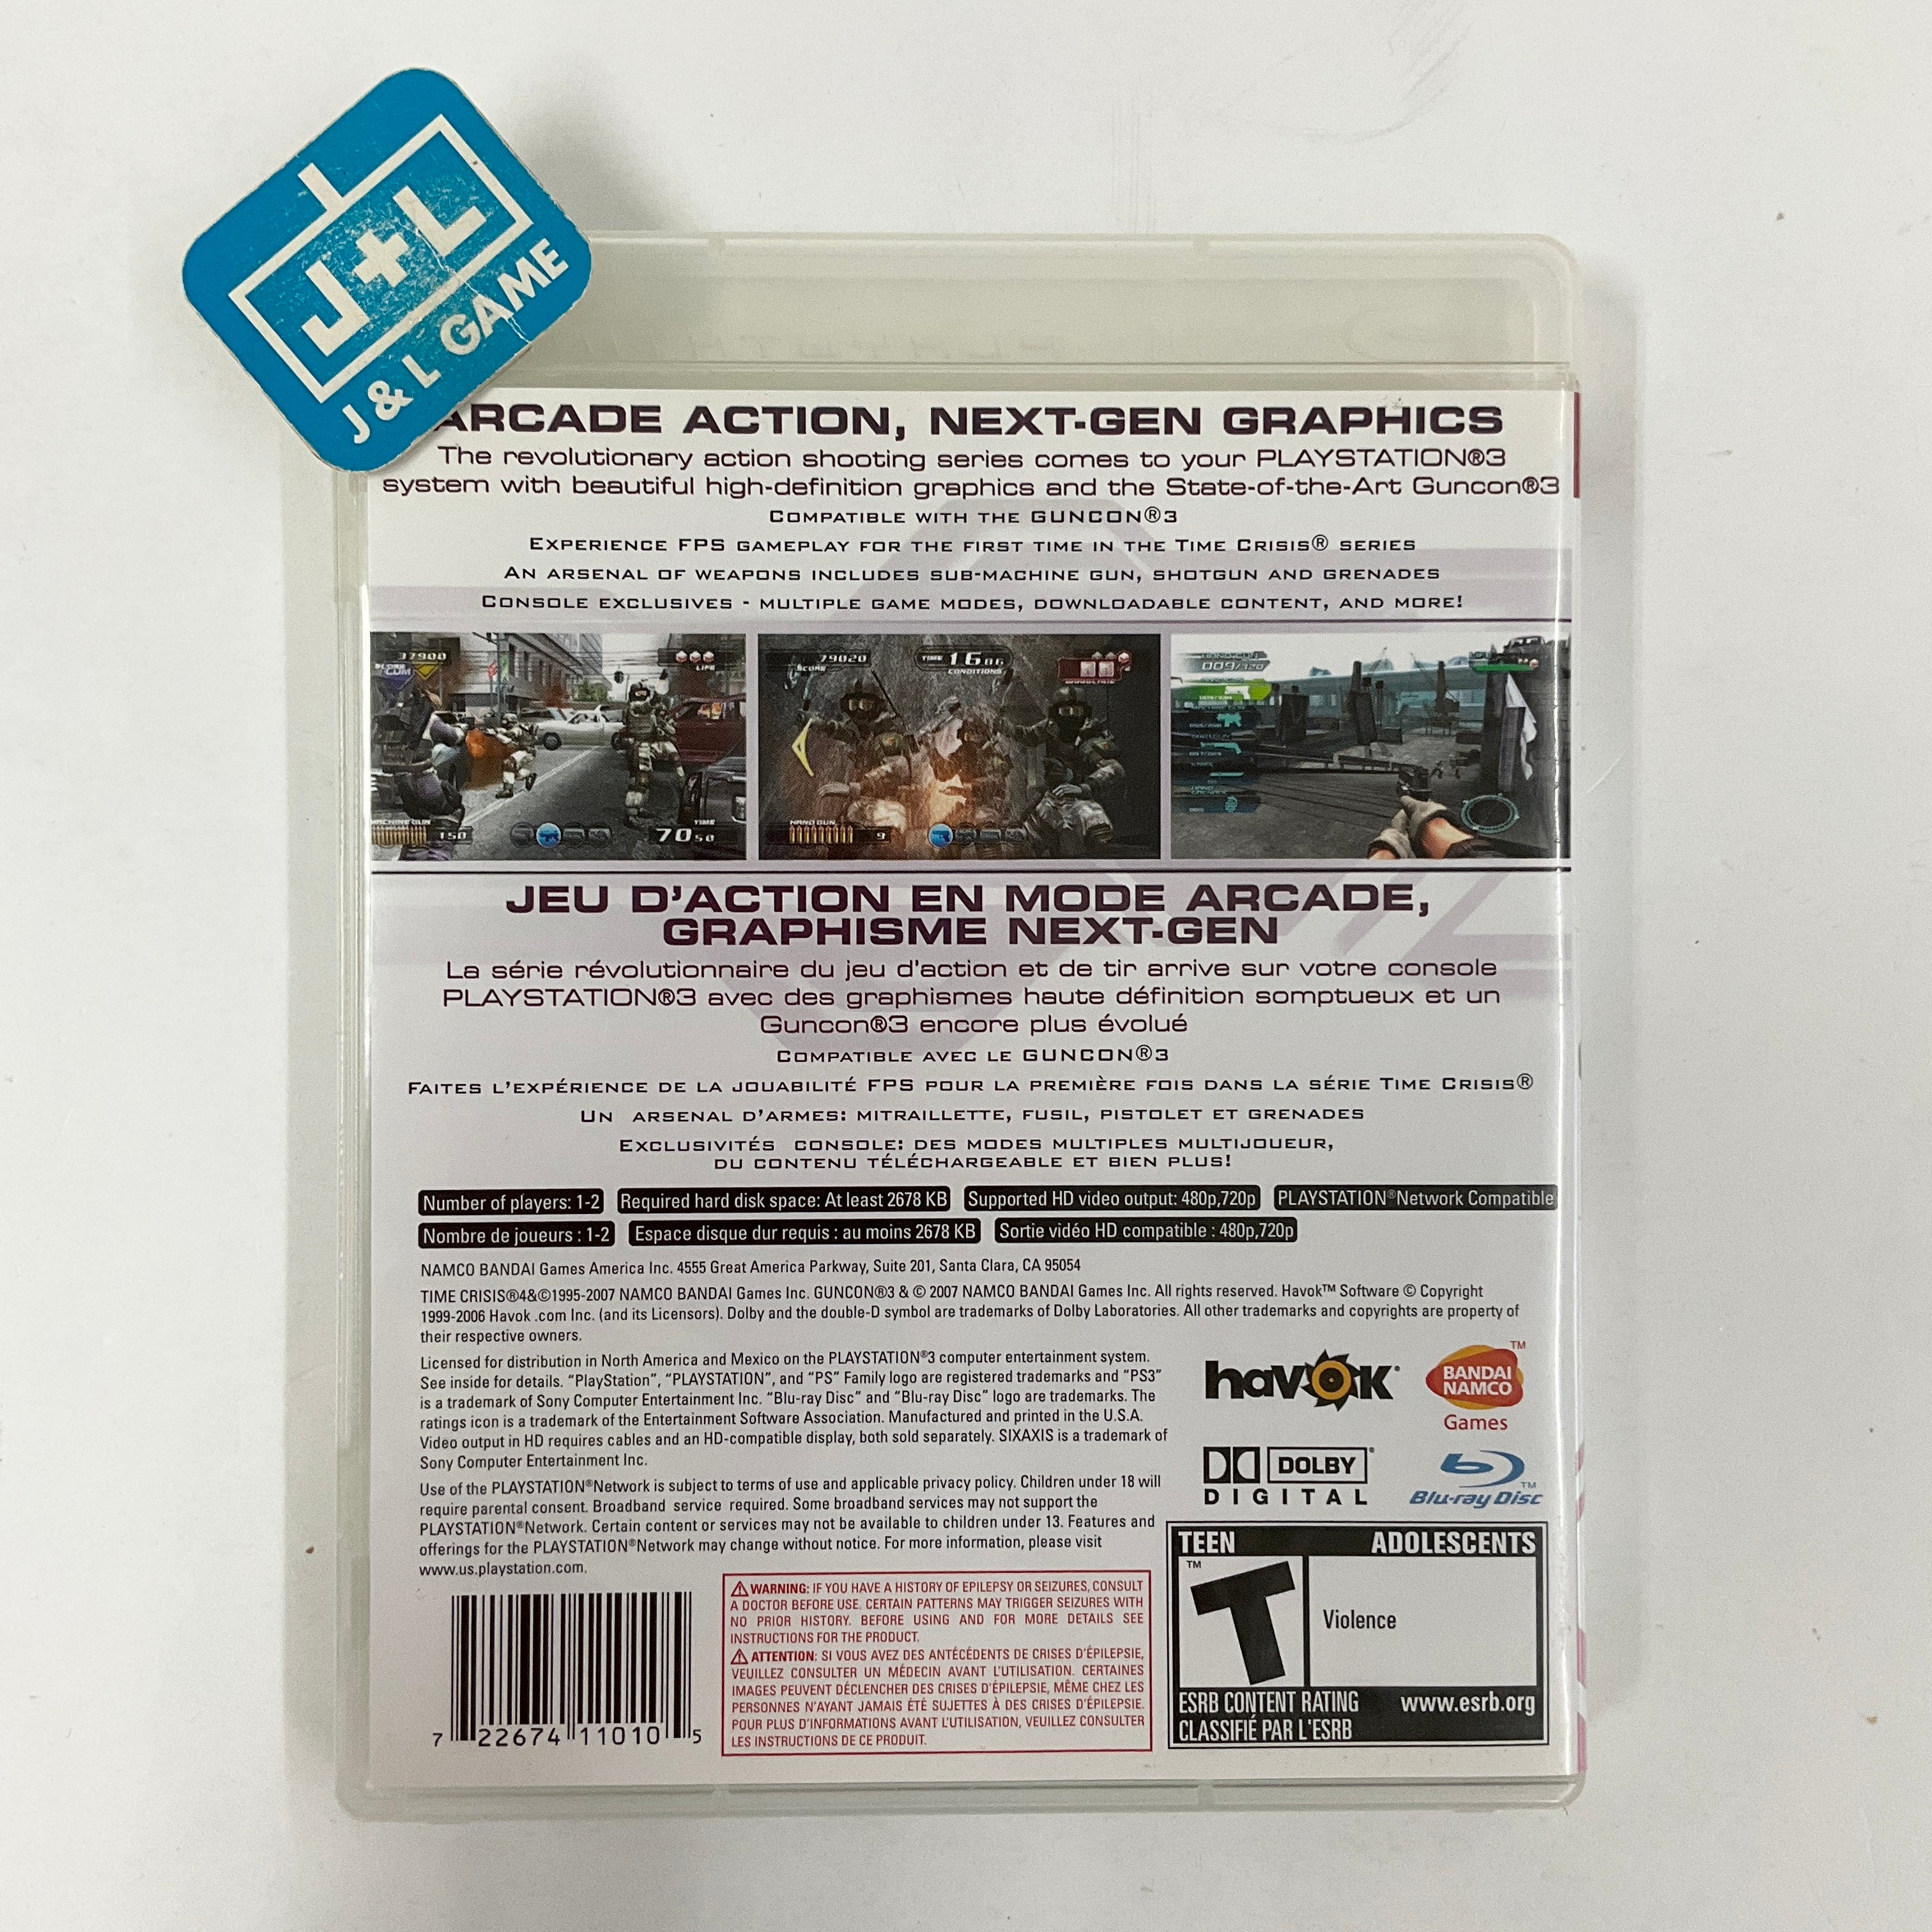 J+L
J & L GAME
ARCADE ACTION, NEXT-GEN GRAPHICS
The revolutionary action shooting series comes to your PLAYSTATION®3
system with beautiful high-definition graphics and the State-of-the-Art Guncon®3
COMPATIBLE WITH THE GUNCON®3
EXPERIENCE FPS GAMEPLAY FOR THE FIRST TIME IN THE TIME CRISIS® SERIES
AN ARSENAL OF WEAPONS INCLUDES SUB-MACHINE GUN, SHOTGUN AND GRENADES
CONSOLE EXCLUSIVES - MULTIPLE GAME MODES, DOWNLOADABLE CONTENT, AND MORE!
37900
LIFE
MACHINE GUN
150
TIME
7050
79020
SCORE
TIME 1686
CONDITIONS
HAND GUN
9
009/120
JEU D'ACTION EN MODE ARCADE,
GRAPHISME NEXT-GEN
La série révolutionnaire du jeu d'action et de tir arrive sur votre console
PLAYSTATION®3 avec des graphismes haute définition somptueux et un
Guncon®3 encore plus évolué
COMPATIBLE AVEC LE GUNCON®3
FAITES L'EXPÉRIENCE DE LA JOUABILITÉ FPS POUR LA PREMIÈRE FOIS DANS LA SÉRIE TIME CRISIS®
UN ARSENAL D'ARMES: MITRAILLETTE, FUSIL, PISTOLET ET GRENADES
EXCLUSIVITÉS CONSOLE: DES MODES MULTIPLES MULTIJOUEUR,
DU CONTENU TÉLÉCHARGEABLE ET BIEN PLUS!
Number of players: 1-2 Required hard disk space: At least 2678 KB Supported HD video output: 480p,720p PLAYSTATION®Network Compatible
Nombre de joueurs : 1-2 Espace disque dur requis : au moins 2678 KB Sortie vidéo HD compatible : 480p,720p
NAMCO BANDAI Games America Inc. 4555 Great America Parkway, Suite 201, Santa Clara, CA 95054
TIME CRISIS®4&©1995-2007 NAMCO BANDAI Games Inc. GUNCON®3 & © 2007 NAMCO BANDAI Games Inc. All rights reserved. Havok™ Software © Copyright
1999-2006 Havok .com Inc. (and its Licensors). Dolby and the double-D symbol are trademarks of Dolby Laboratories. All other trademarks and copyrights are property of
their respective owners.
Licensed for distribution in North America and Mexico on the PLAYSTATION®3 computer entertainment system.
See inside for details. “PlayStation”, “PLAYSTATION”, and “PS” Family logo are registered trademarks and “PS3”
is a trademark of Sony Computer Entertainment Inc. “Blu-ray Disc” and “Blu-ray Disc” logo are trademarks. The
ratings icon is a trademark of the Entertainment Software Association. Manufactured and printed in the U.S.A.
Video output in HD requires cables and an HD-compatible display, both sold separately. SIXAXIS is a trademark of
Sony Computer Entertainment Inc.
Use of the PLAYSTATION®Network is subject to terms of use and applicable privacy policy. Children under 18 will
require parental consent. Broadband service required. Some broadband services may not support the
PLAYSTATION®Network. Certain content or services may not be available to children under 13. Features and
offerings for the PLAYSTATION®Network may change without notice. For more information, please visit
www.us.playstation.com.
havok®
BANDAI
NAMCO
™
Games
DOLBY®
DIGITAL
Blu-ray Disc™
7 22674 11010 5
⚠ WARNING: IF YOU HAVE A HISTORY OF EPILEPSY OR SEIZURES, CONSULT
A DOCTOR BEFORE USE. CERTAIN PATTERNS MAY TRIGGER SEIZURES WITH
NO PRIOR HISTORY. BEFORE USING AND FOR MORE DETAILS SEE
INSTRUCTIONS FOR THE PRODUCT.
⚠ ATTENTION: SI VOUS AVEZ DES ANTÉCÉDENTS DE CRISES D'ÉPILEPSIE,
VEUILLEZ CONSULTER UN MÉDECIN AVANT L'UTILISATION. CERTAINES
IMAGES PEUVENT DÉCLENCHER DES CRISES D'ÉPILEPSIE, MÊME CHEZ LES
PERSONNES N'AYANT JAMAIS ÉTÉ SUJETTES À DES CRISES D'ÉPILEPSIE.
POUR PLUS D'INFORMATIONS AVANT L'UTILISATION, VEUILLEZ CONSULTER
LES INSTRUCTIONS DE CE PRODUIT.
TEEN ADOLESCENTS
™
T
Violence
ESRB CONTENT RATING www.esrb.org
CLASSIFIÉ PAR L'ESRB